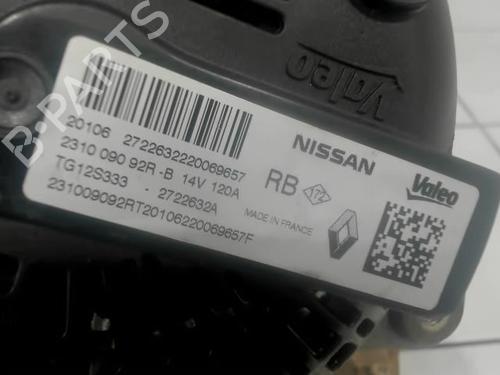 Valeo
20106 2722632220069657
2310 090 92R -B 14V 120A
TG12S333 - 2722632A
231009092RT20106220069657F
NISSAN
RB
MADE IN FRANCE
Valeo
B-PARTS